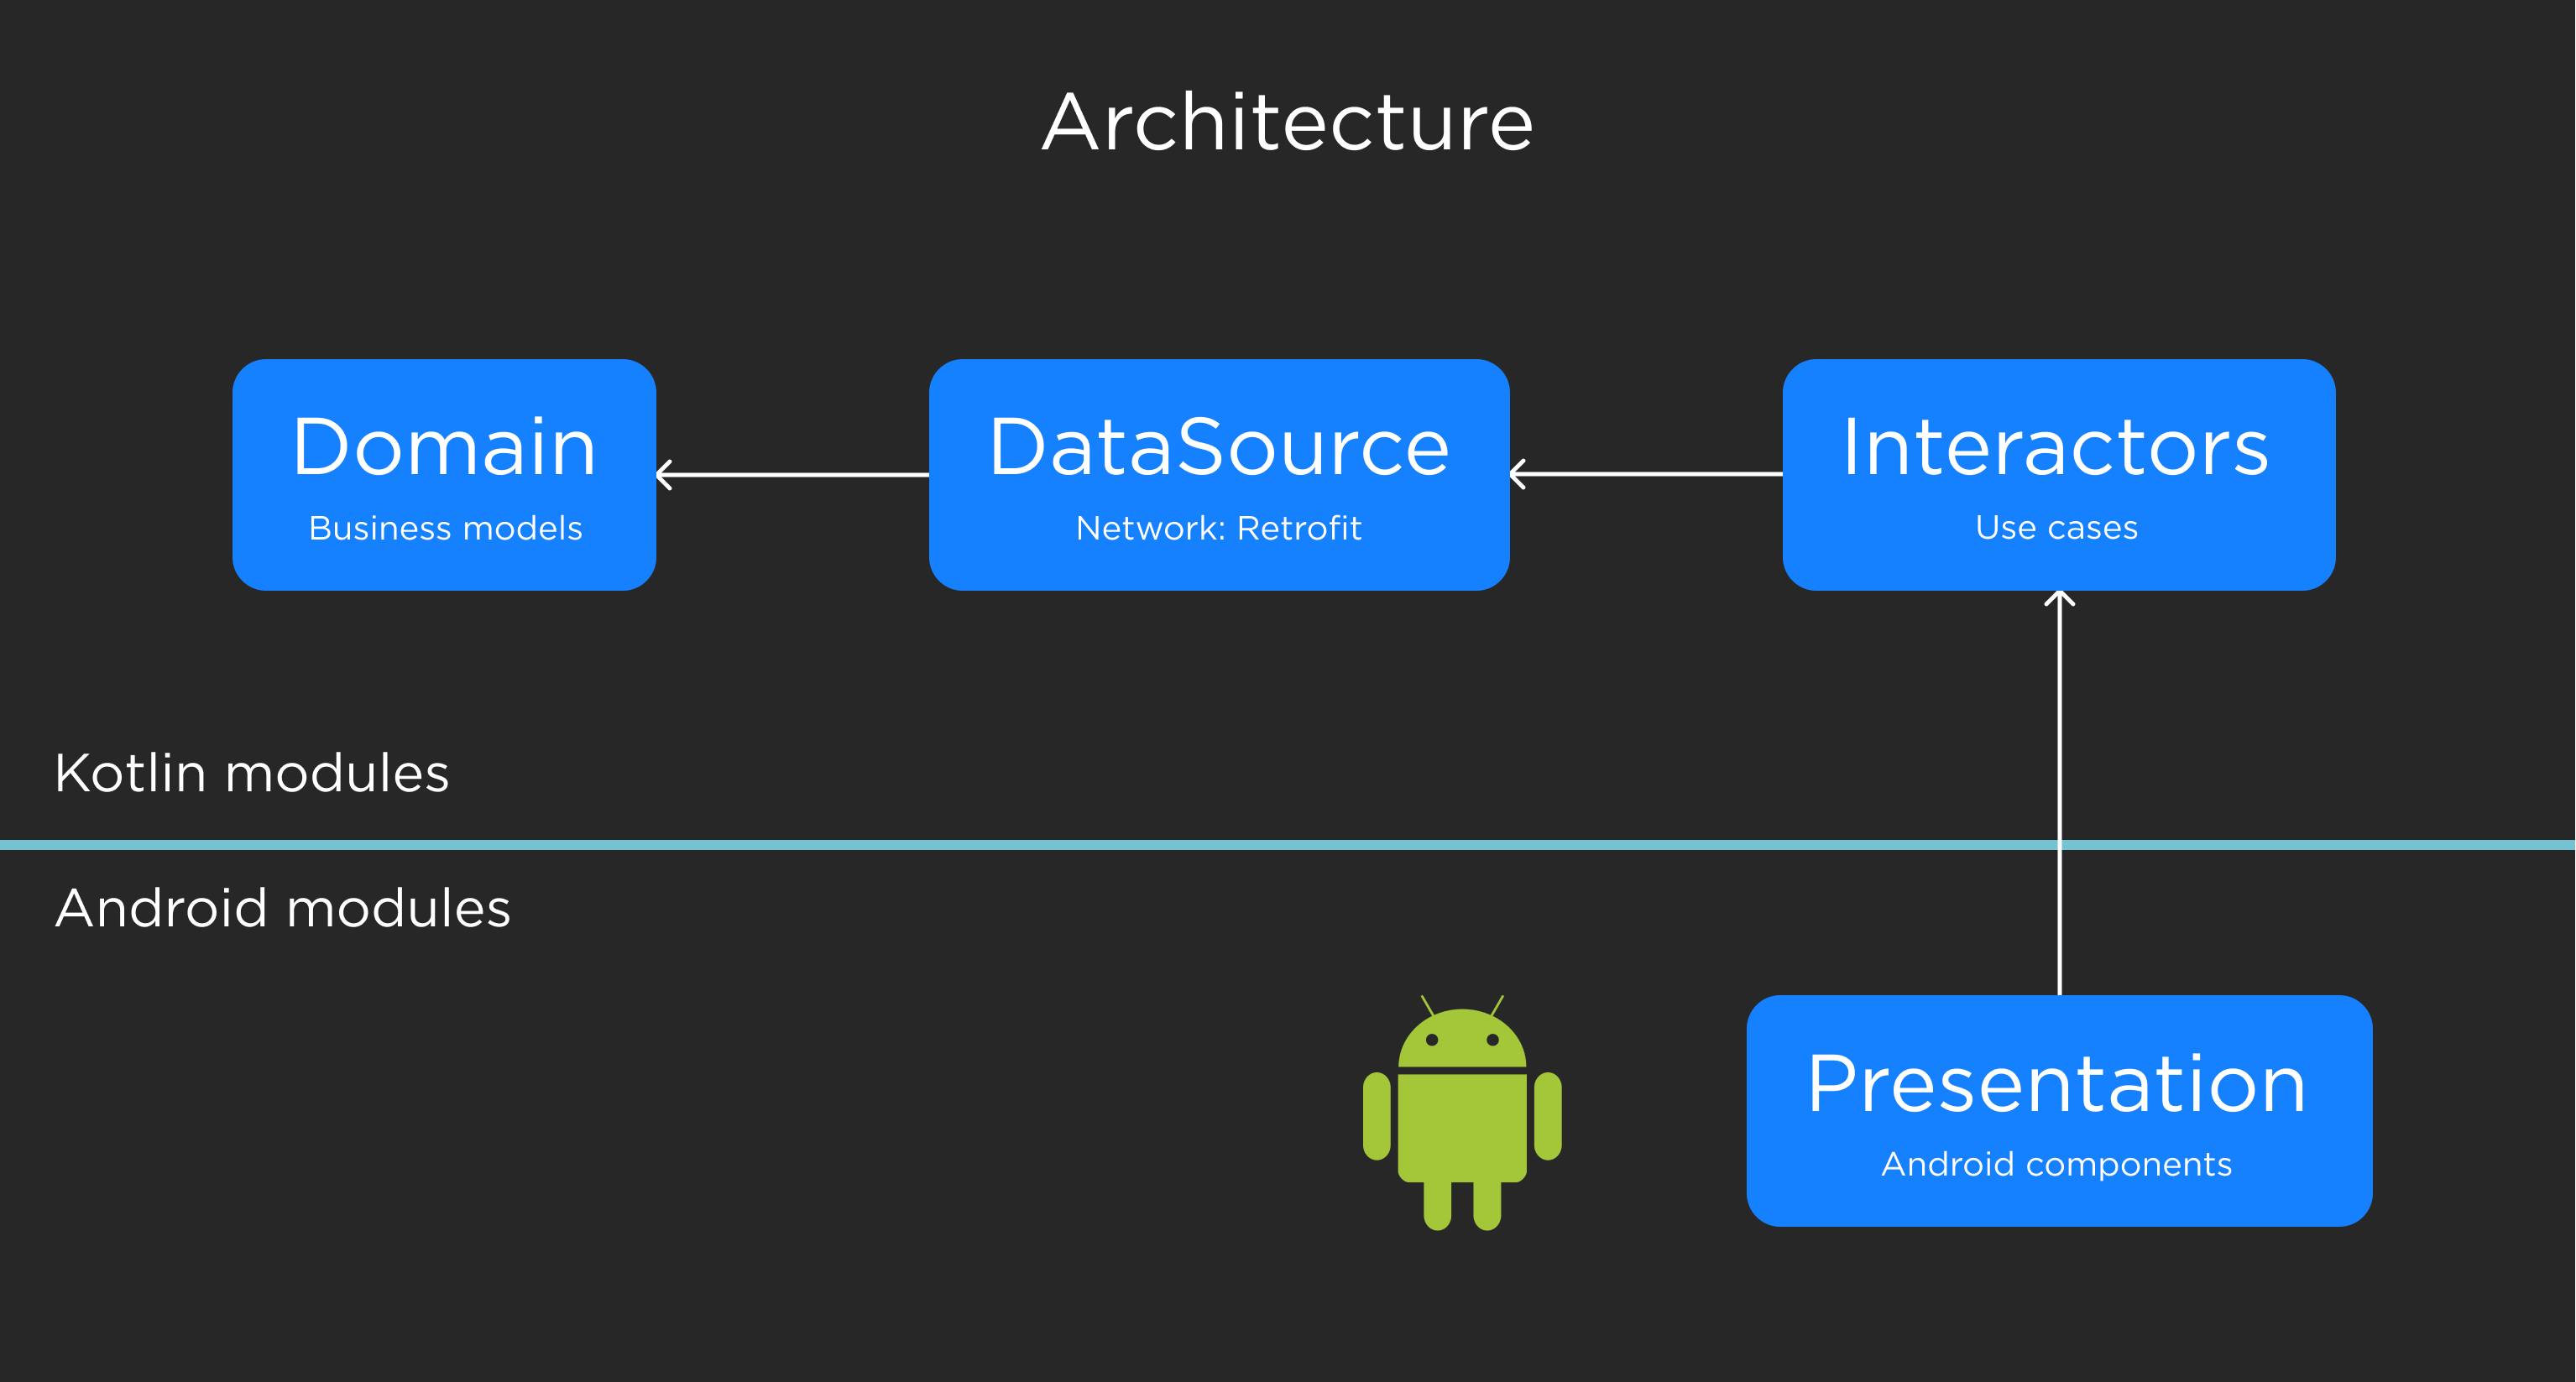 Architecture
Domain
Business models
DataSource
Network: Retrofit
Interactors
Use cases
Kotlin modules
Android modules
Presentation
Android components